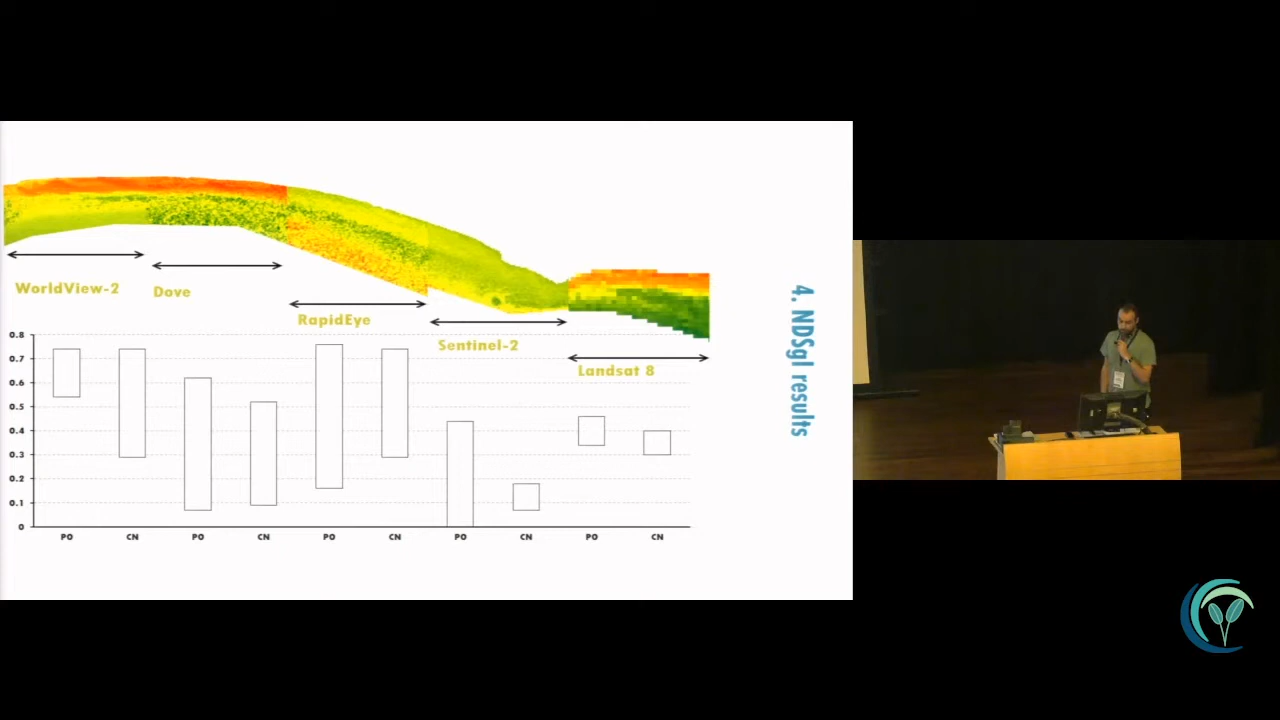 WorldView-2
Dove
RapidEye
Sentinel-2
Landsat 8
4. NDSgI results
0.8
0.7
0.6
0.5
0.4
0.3
0.2
0.1
0
PO CN PO CN PO CN PO CN PO CN